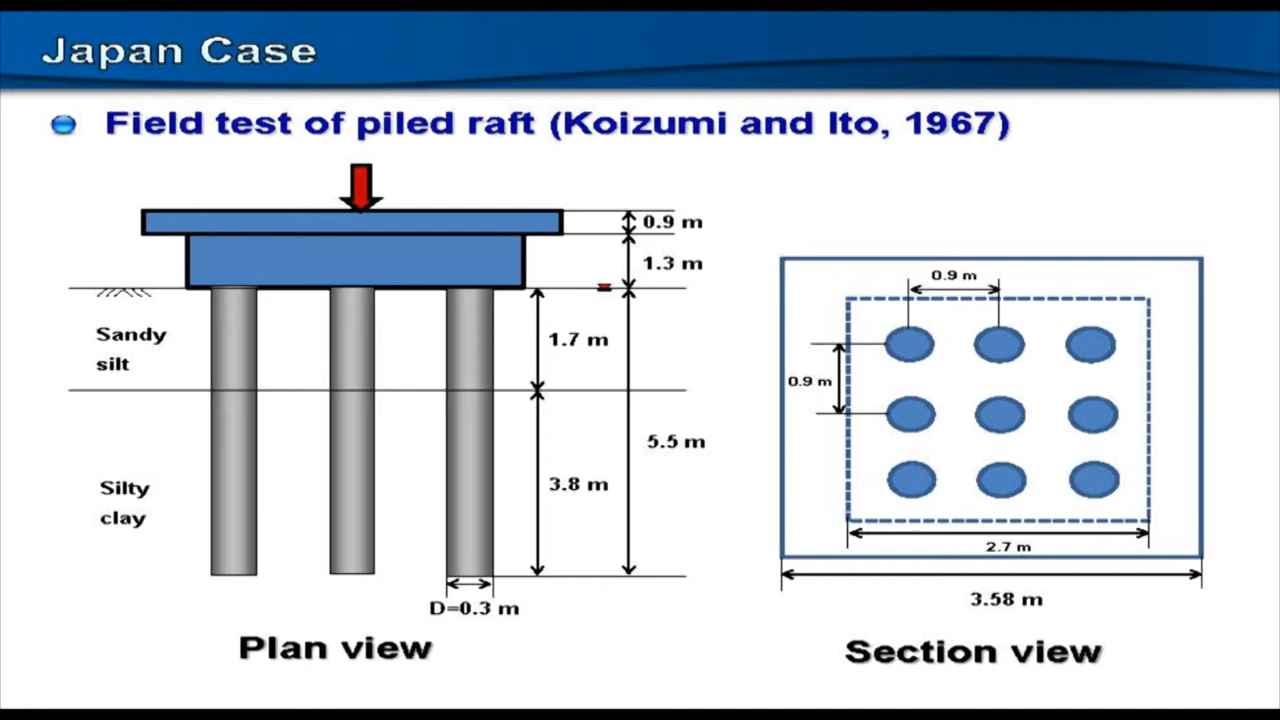 Japan Case
Field test of piled raft (Koizumi and Ito, 1967)
0.9 m
1.3 m
Sandy
silt
1.7 m
5.5 m
Silty
clay
3.8 m
D=0.3 m
Plan view
0.9 m
0.9 m
2.7 m
3.58 m
Section view